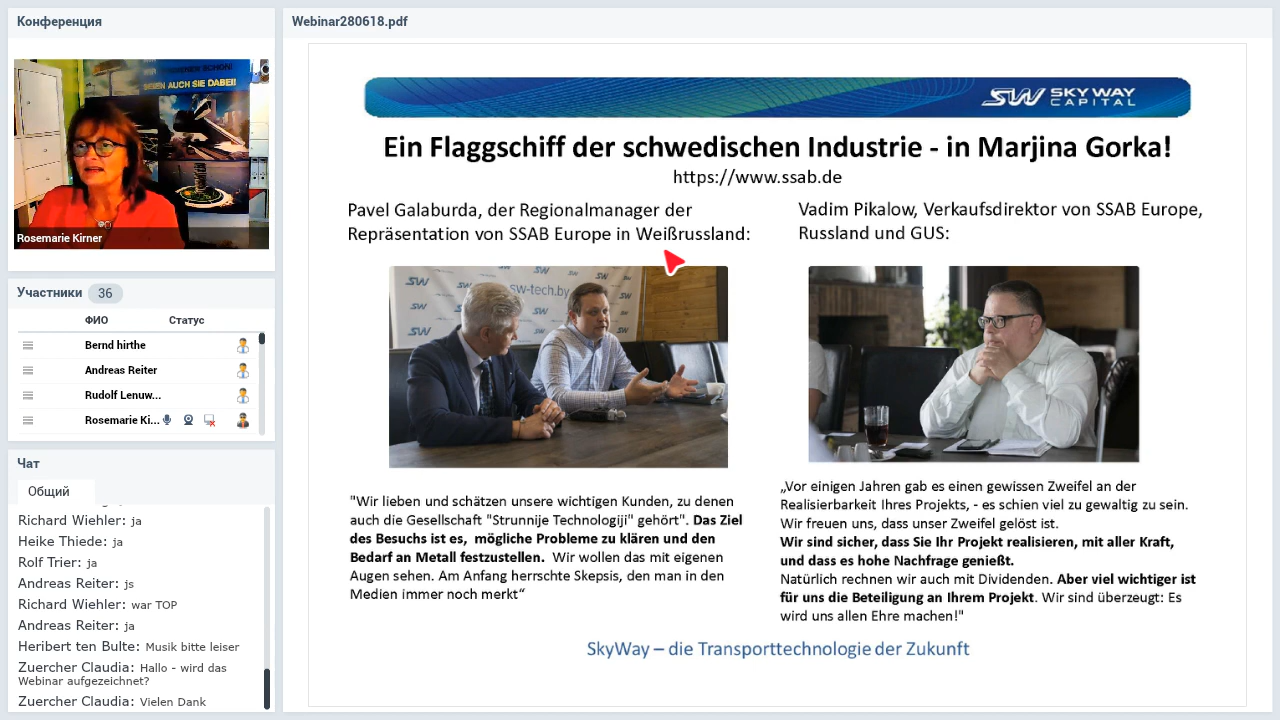 Конференция
WIR
SCHON!
SEIEN AUCH SIE DABEI!
Rosemarie Kirner
Участники 36
ФИО Статус
Bernd hirthe
Andreas Reiter
Rudolf Lenuw...
Rosemarie Ki...
Чат
Общий
Richard Wiehler: ja
Heike Thiede: ja
Rolf Trier: ja
Andreas Reiter: js
Richard Wiehler: war TOP
Andreas Reiter: ja
Heribert ten Bulte: Musik bitte leiser
Zuercher Claudia: Hallo - wird das
Webinar aufgezeichnet?
Zuercher Claudia: Vielen Dank
Webinar280618.pdf
SW SKY WAY
CAPITAL
Ein Flaggschiff der schwedischen Industrie - in Marjina Gorka!
https://www.ssab.de
Pavel Galaburda, der Regionalmanager der
Repräsentation von SSAB Europe in Weißrussland:
sw-tech.by
"Wir lieben und schätzen unsere wichtigen Kunden, zu denen
auch die Gesellschaft "Strunnije Technologiji" gehört". Das Ziel
des Besuchs ist es, mögliche Probleme zu klären und den
Bedarf an Metall festzustellen. Wir wollen das mit eigenen
Augen sehen. Am Anfang herrschte Skepsis, den man in den
Medien immer noch merkt“
Vadim Pikalow, Verkaufsdirektor von SSAB Europe,
Russland und GUS:
„Vor einigen Jahren gab es einen gewissen Zweifel an der
Realisierbarkeit Ihres Projekts, - es schien viel zu gewaltig zu sein.
Wir freuen uns, dass unser Zweifel gelöst ist.
Wir sind sicher, dass Sie Ihr Projekt realisieren, mit aller Kraft,
und dass es hohe Nachfrage genießt.
Natürlich rechnen wir auch mit Dividenden. Aber viel wichtiger ist
für uns die Beteiligung an Ihrem Projekt. Wir sind überzeugt: Es
wird uns allen Ehre machen!"
SkyWay – die Transporttechnologie der Zukunft